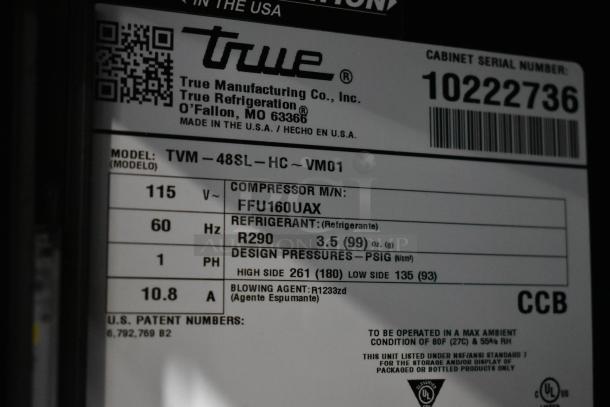 IN THE USA
true®
True Manufacturing Co., Inc.
True Refrigeration®
O'Fallon, MO 63366
MADE IN THE U.S.A. / HECHO EN U.S.A.
CABINET SERIAL NUMBER:
10222736
MODEL: TVM-48SL-HC~VM01
(MODELO)
115 V~
60 Hz
1 PH
10.8 A
COMPRESSOR M/N:
FFU160UAX
REFRIGERANT: (Refrigerante)
R290 3.5 (99) oz. (g)
DESIGN PRESSURES-PSIG
HIGH SIDE 261 (180) LOW SIDE 135 (93)
BLOWING AGENT: R1233zd
(Agente Espumante)
CCB
U.S. PATENT NUMBERS:
6,792,769 B2
TO BE OPERATED IN A MAX AMBIENT
CONDITION OF 80F (27C) & 55% RH
THIS UNIT LISTED UNDER NSF/ANSI STANDARD 7
FOR THE STORAGE AND/OR DISPLAY OF
PACKAGED OR BOTTLED PRODUCTS ONLY
UL
C UL US